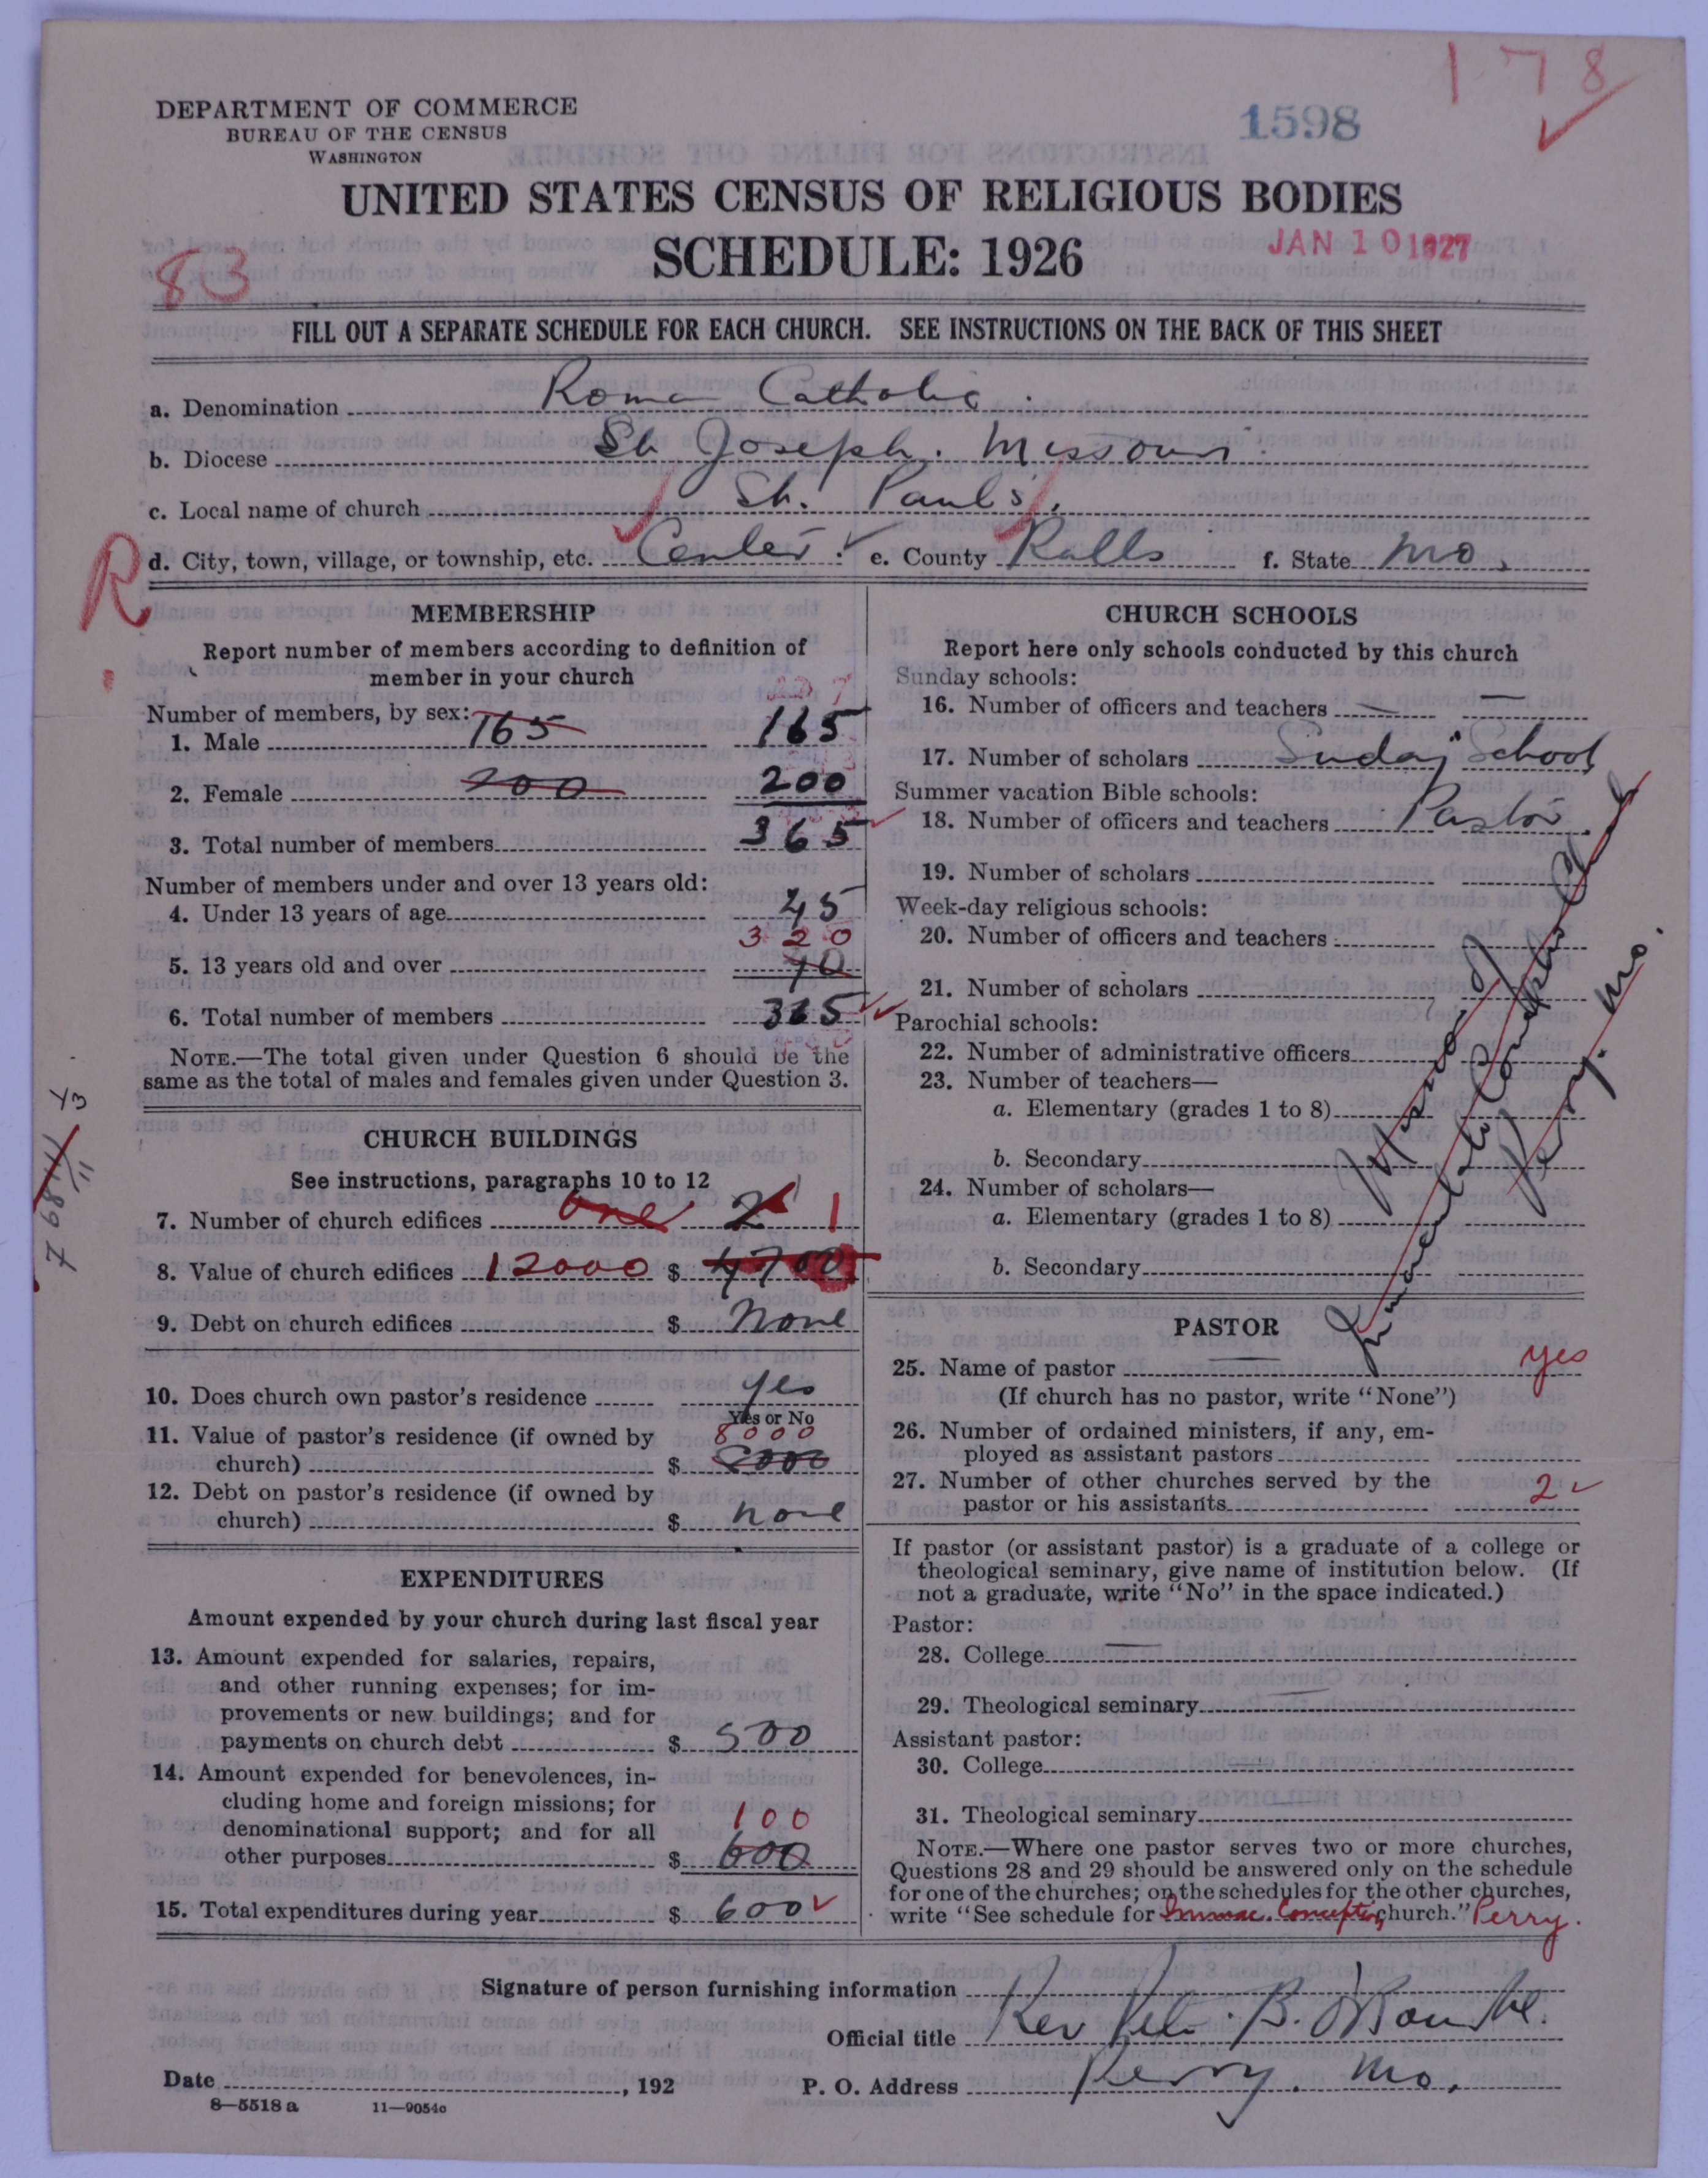 178
DEPARTMENT OF COMMERCE
BUREAU OF THE CENSUS
WASHINGTON
1598
UNITED STATES CENSUS OF RELIGIOUS BODIES
SCHEDULE: 1926
JAN 10 1927
83
FILL OUT A SEPARATE SCHEDULE FOR EACH CHURCH. SEE INSTRUCTIONS ON THE BACK OF THIS SHEET
a. Denomination Roman Catholic.
b. Diocese St Joseph. Missouri.
c. Local name of church St. Paul's.
R
d. City, town, village, or township, etc. Center. e. County Ralls f. State Mo.
MEMBERSHIP
Report number of members according to definition of
member in your church
Number of members, by sex:
1. Male 165 165
2. Female 200 200
3. Total number of members 365
Number of members under and over 13 years old:
4. Under 13 years of age 45
320
5. 13 years old and over
6. Total number of members 365
NOTE.—The total given under Question 6 should be the
same as the total of males and females given under Question 3.
CHURCH BUILDINGS
See instructions, paragraphs 10 to 12
7. Number of church edifices one 2 1
8. Value of church edifices 12000 $ 4700
9. Debt on church edifices $ None
10. Does church own pastor's residence yes
Yes or No
8000
11. Value of pastor's residence (if owned by
church) $ 8000
12. Debt on pastor's residence (if owned by
church) $ none
EXPENDITURES
Amount expended by your church during last fiscal year
13. Amount expended for salaries, repairs,
and other running expenses; for im-
provements or new buildings; and for
payments on church debt $ 500
14. Amount expended for benevolences, in-
cluding home and foreign missions; for
denominational support; and for all
100
other purposes $ 600
15. Total expenditures during year $ 600
CHURCH SCHOOLS
Report here only schools conducted by this church
Sunday schools:
16. Number of officers and teachers
17. Number of scholars Sunday School
Summer vacation Bible schools:
18. Number of officers and teachers Pastor.
19. Number of scholars
Week-day religious schools:
20. Number of officers and teachers
21. Number of scholars
Parochial schools:
22. Number of administrative officers
23. Number of teachers—
a. Elementary (grades 1 to 8)
b. Secondary
24. Number of scholars—
a. Elementary (grades 1 to 8)
b. Secondary
Mission of
Immaculate Conception Church
Perry. Mo.
PASTOR
25. Name of pastor yes
(If church has no pastor, write "None")
26. Number of ordained ministers, if any, em-
ployed as assistant pastors
27. Number of other churches served by the
pastor or his assistants 2
If pastor (or assistant pastor) is a graduate of a college or
theological seminary, give name of institution below. (If
not a graduate, write "No" in the space indicated.)
Pastor:
28. College
29. Theological seminary
Assistant pastor:
30. College
31. Theological seminary
NOTE.—Where one pastor serves two or more churches,
Questions 28 and 29 should be answered only on the schedule
for one of the churches; on the schedules for the other churches,
write "See schedule for Immac. Conception church." Perry.
Signature of person furnishing information
Official title Rev B. O'Rourke.
Date , 192 P. O. Address Perry. Mo.
8—5518 a 11—9054o